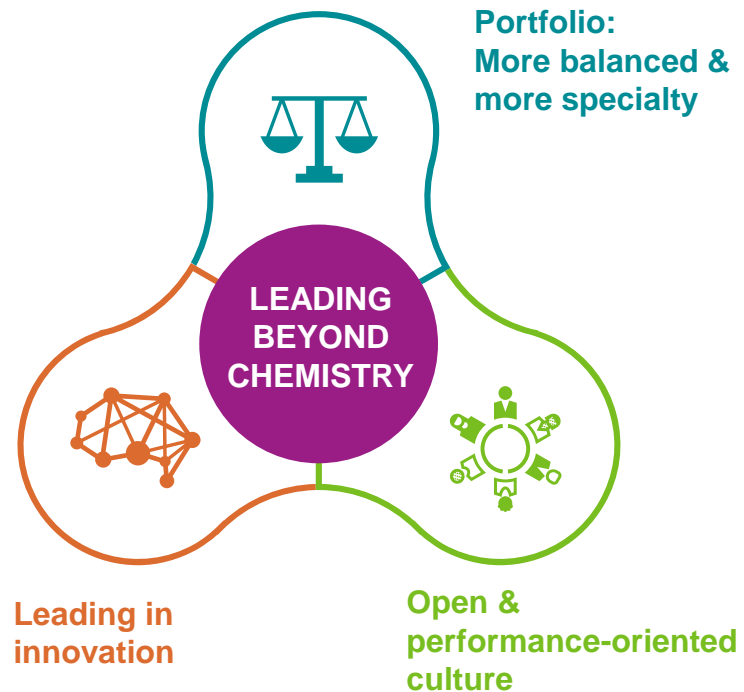 Portfolio:
More balanced &
more specialty
LEADING
BEYOND
CHEMISTRY
Leading in
innovation
Open &
performance-oriented
culture